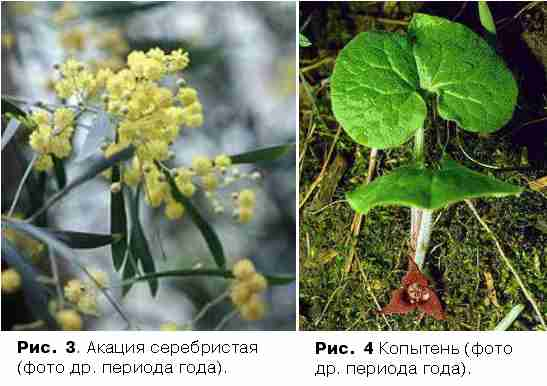 Рис. 3. Акация серебристая
(фото др. периода года).
Рис. 4 Копытень (фото
др. периода года).